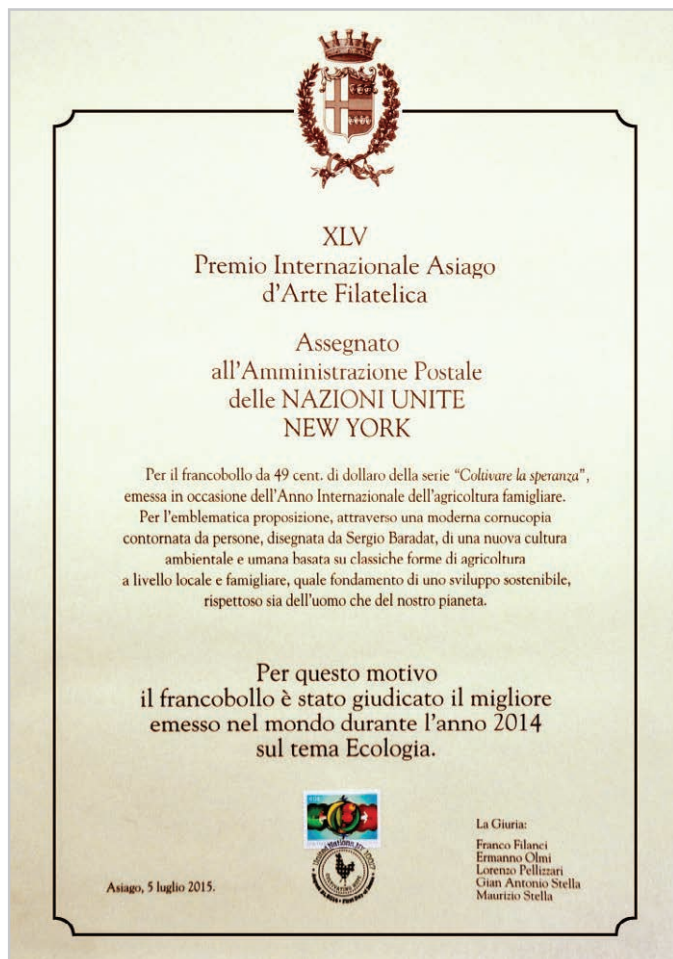 XLV
Premio Internazionale Asiago
d'Arte Filatelica
Assegnato
all'Amministrazione Postale
delle NAZIONI UNITE
NEW YORK
Per il francobollo da 49 cent. di dollaro della serie "Coltivare la speranza",
emessa in occasione dell'Anno Internazionale dell'agricoltura famigliare.
Per l'emblematica proposizione, attraverso una moderna cornucopia
contornata da persone, disegnata da Sergio Baradat, di una nuova cultura
ambientale e umana basata su classiche forme di agricoltura
a livello locale e famigliare, quale fondamento di uno sviluppo sostenibile,
rispettoso sia dell'uomo che del nostro pianeta.
Per questo motivo
il francobollo è stato giudicato il migliore
emesso nel mondo durante l'anno 2014
sul tema Ecologia.
United Nations NY 10017
Asiago, 5 luglio 2015.
La Giuria:
Franco Filanci
Ermanno Olmi
Lorenzo Pellizzari
Gian Antonio Stella
Maurizio Stella